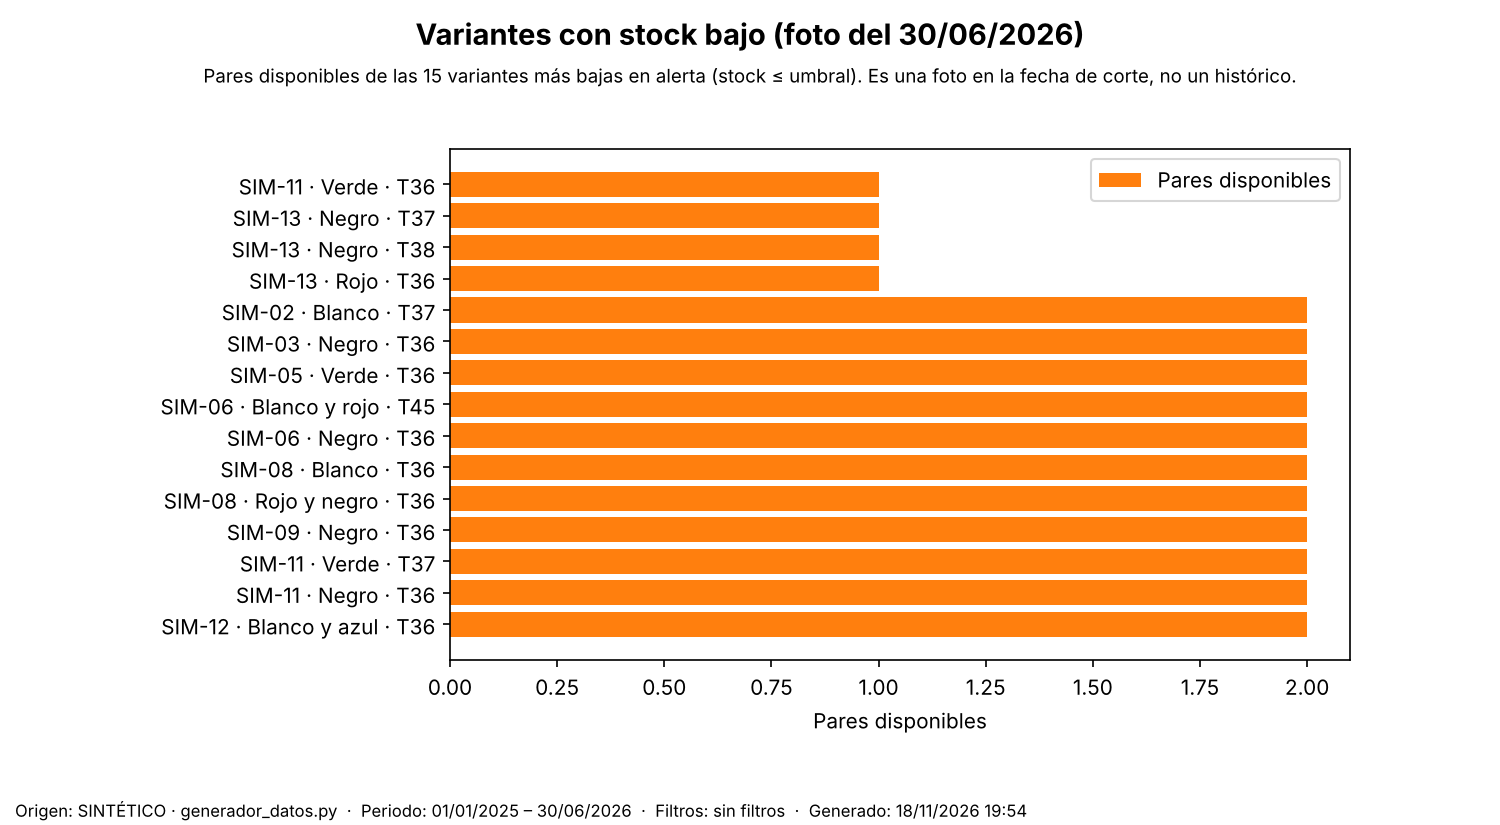 Variantes con stock bajo (foto del 30/06/2026)
Pares disponibles de las 15 variantes más bajas en alerta (stock ≤ umbral). Es una foto en la fecha de corte, no un histórico.
Pares disponibles
SIM-11 · Verde · T36
SIM-13 · Negro · T37
SIM-13 · Negro · T38
SIM-13 · Rojo · T36
SIM-02 · Blanco · T37
SIM-03 · Negro · T36
SIM-05 · Verde · T36
SIM-06 · Blanco y rojo · T45
SIM-06 · Negro · T36
SIM-08 · Blanco · T36
SIM-08 · Rojo y negro · T36
SIM-09 · Negro · T36
SIM-11 · Verde · T37
SIM-11 · Negro · T36
SIM-12 · Blanco y azul · T36
0.00 0.25 0.50 0.75 1.00 1.25 1.50 1.75 2.00
Pares disponibles
Origen: SINTÉTICO · generador_datos.py · Periodo: 01/01/2025 – 30/06/2026 · Filtros: sin filtros · Generado: 18/11/2026 19:54